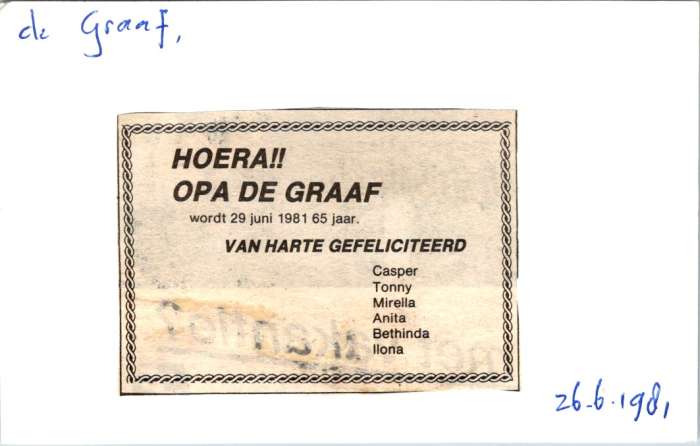 de Graaf,
HOERA!!
OPA DE GRAAF
wordt 29 juni 1981 65 jaar.
VAN HARTE GEFELICITEERD
Casper
Tonny
Mirella
Anita
Bethinda
Ilona
26-6-1981